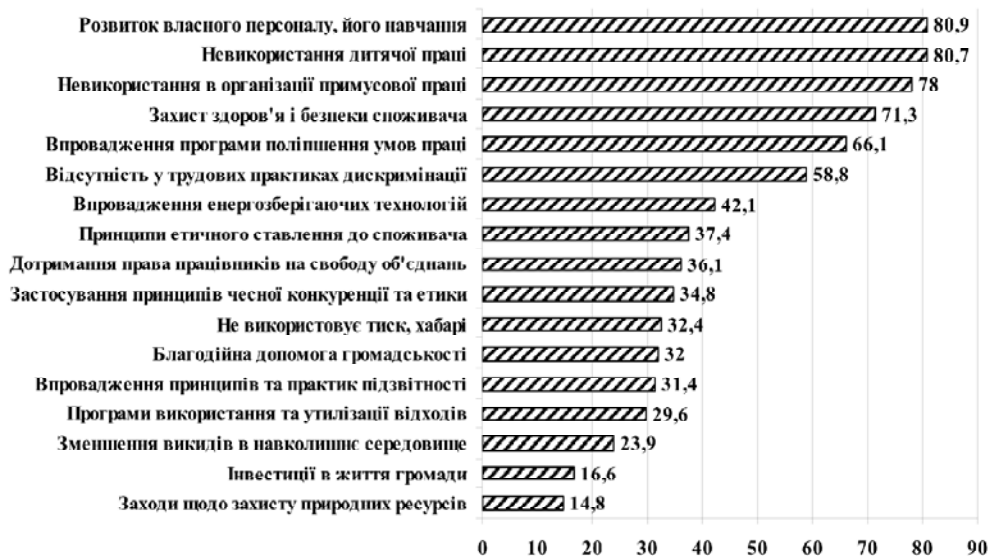 Розвиток власного персоналу, його навчання 80,9
Невикористання дитячої праці 80,7
Невикористання в організації примусової праці 78
Захист здоров'я і безпеки споживача 71,3
Впровадження програми поліпшення умов праці 66,1
Відсутність у трудових практиках дискримінації 58,8
Впровадження енергозберігаючих технологій 42,1
Принципи етичного ставлення до споживача 37,4
Дотримання права працівників на свободу об'єднань 36,1
Застосування принципів чесної конкуренції та етики 34,8
Не використовує тиск, хабарі 32,4
Благодійна допомога громадськості 32
Впровадження принципів та практик підзвітності 31,4
Програми використання та утилізації відходів 29,6
Зменшення викидів в навколишнє середовище 23,9
Інвестиції в життя громади 16,6
Заходи щодо захисту природних ресурсів 14,8
0 10 20 30 40 50 60 70 80 90